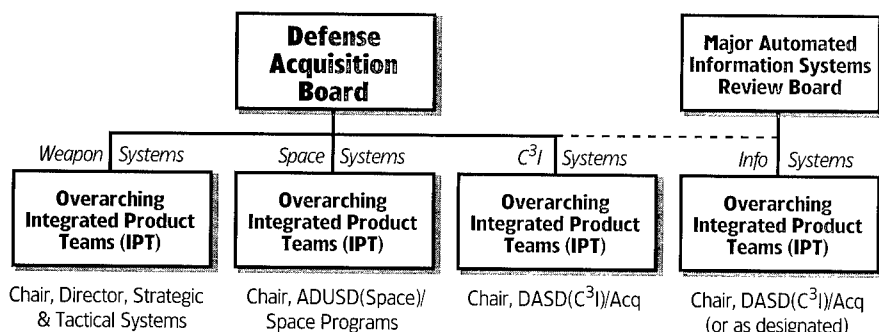 Defense
Acquisition
Board
Major Automated
Information Systems
Review Board
Weapon Systems
Space Systems
C³I Systems
Info Systems
Overarching
Integrated Product
Teams (IPT)
Overarching
Integrated Product
Teams (IPT)
Overarching
Integrated Product
Teams (IPT)
Overarching
Integrated Product
Teams (IPT)
Chair, Director, Strategic
& Tactical Systems
Chair, ADUSD(Space)/
Space Programs
Chair, DASD(C³I)/Acq
Chair, DASD(C³I)/Acq
(or as designated)